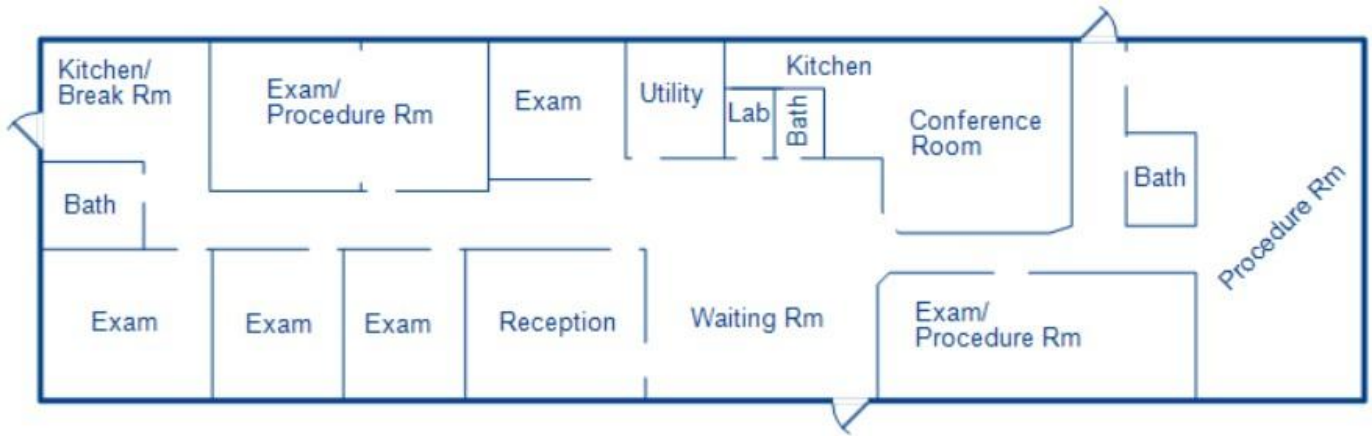 Kitchen/
Break Rm
Exam/
Procedure Rm
Exam
Utility
Kitchen
Lab
Bath
Conference
Room
Bath
Bath
Procedure Rm
Exam
Exam
Exam
Reception
Waiting Rm
Exam/
Procedure Rm